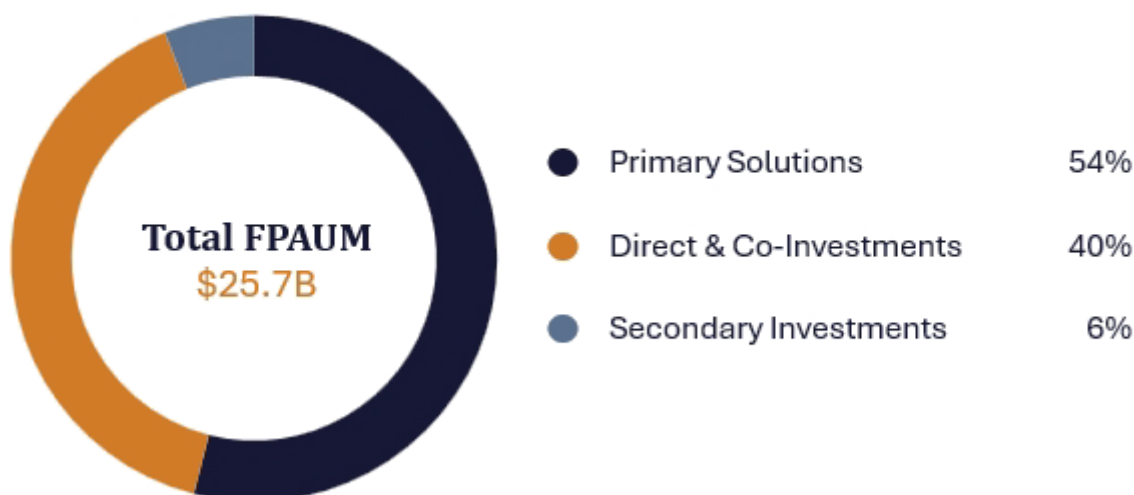 Total FPAUM
$25.7B
Primary Solutions 54%
Direct & Co-Investments 40%
Secondary Investments 6%